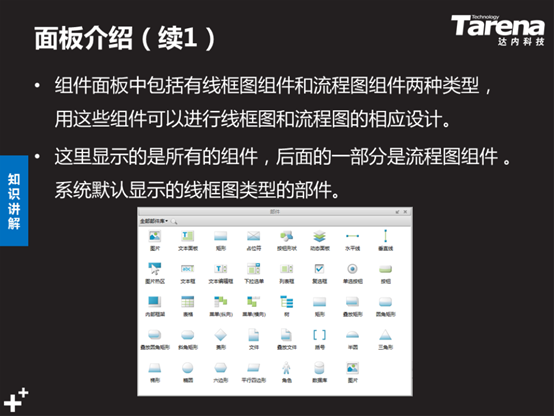 面板介绍（续1）
Technology
Tarena
达内科技
• 组件面板中包括有线框图组件和流程图组件两种类型，
用这些组件可以进行线框图和流程图的相应设计。
• 这里显示的是所有的组件，后面的一部分是流程图组件 。
系统默认显示的线框图类型的部件。
知识讲解
部件
全部部件库
图片 文本面板 矩形 占位符 按钮形状 动态面板 水平线 垂直线
图片热区 文本框 文本编辑框 下拉选单 列表框 复选框 单选按钮 按钮
内部框架 表格 菜单(纵向) 菜单(横向) 树 矩形 叠放矩形 圆角矩形
叠放圆角矩形 斜角矩形 菱形 文件 叠放文件 括号 半圆 三角形
梯形 椭圆 六边形 平行四边形 角色 数据库 图片